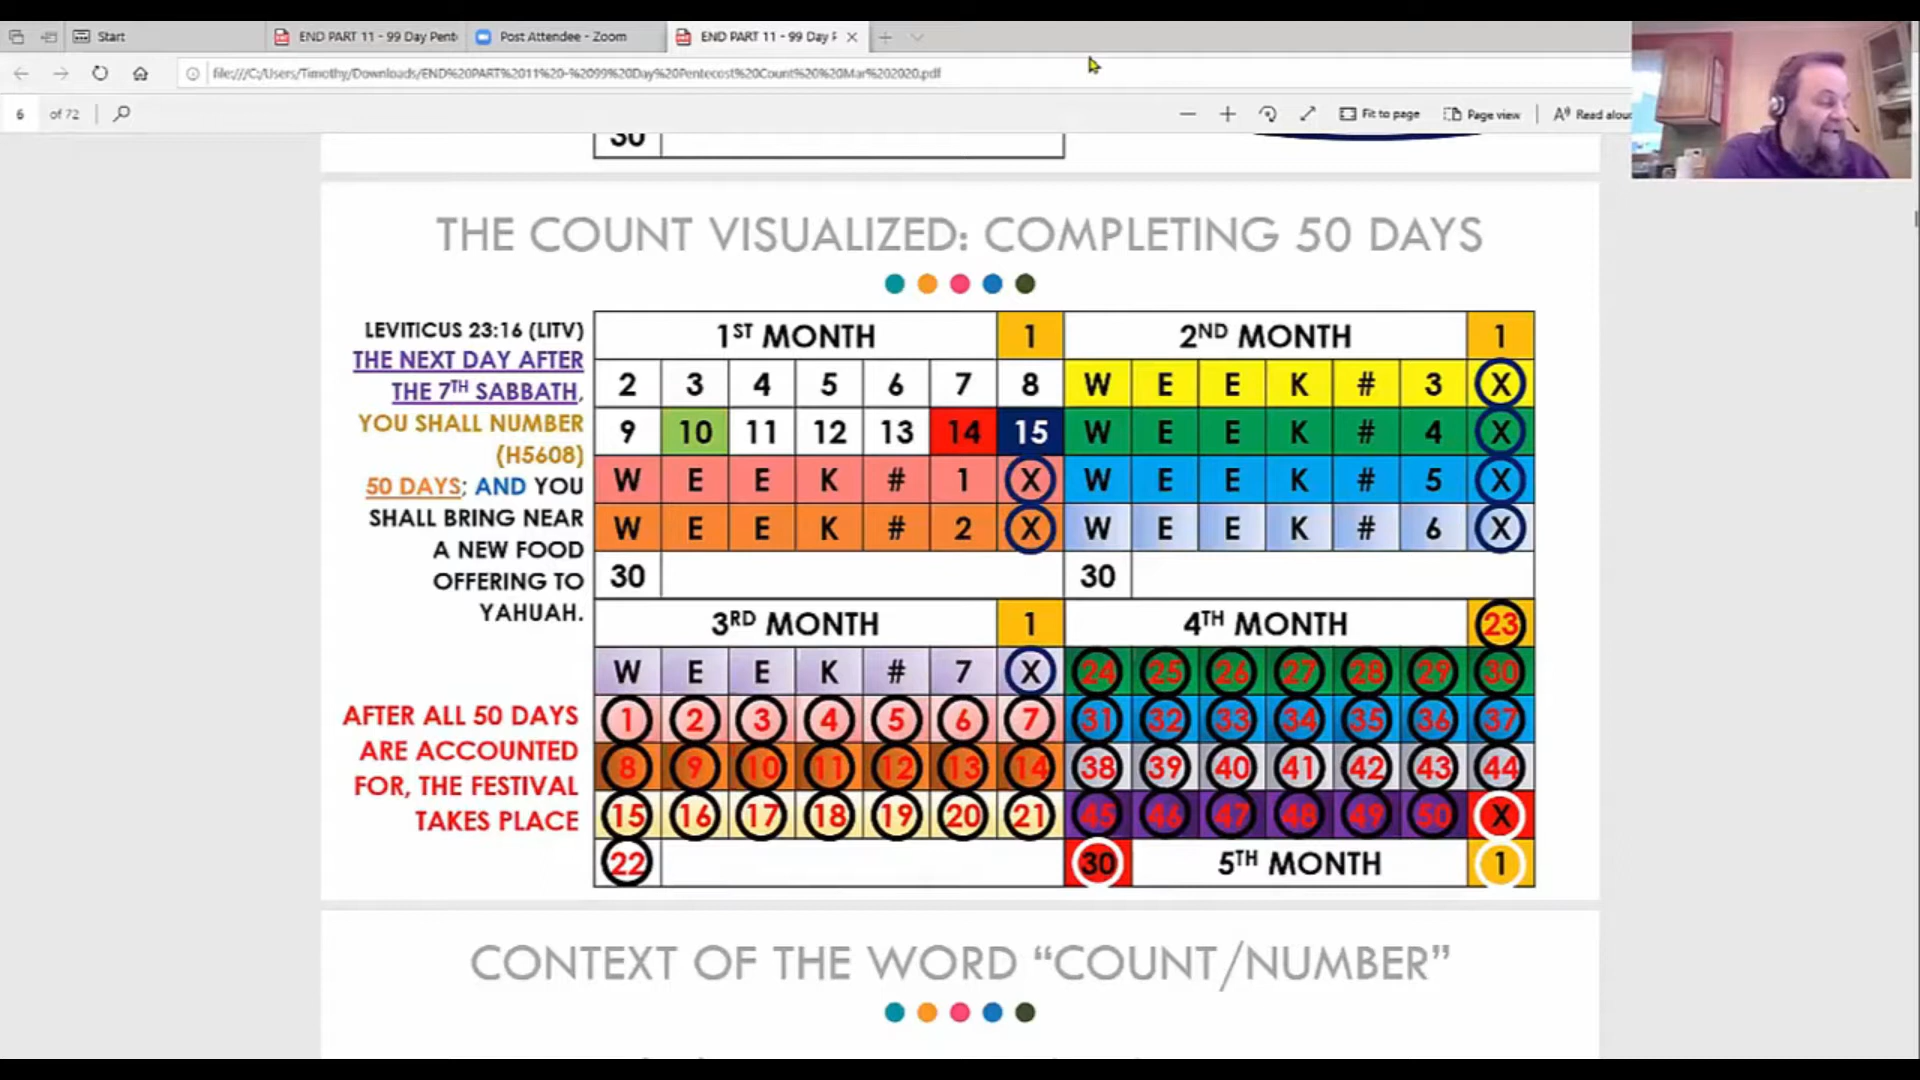 Start
END PART 11 - 99 Day Pent
Post Attendee - Zoom
END PART 11 - 99 Day P
file:///C:/Users/Timothy/Downloads/END%20PART%2011%20-%2099%20Day%20Pentecost%20Count%20%20Mar%202020.pdf
6 of 72
Fit to page
Page view
Read alou
30
THE COUNT VISUALIZED: COMPLETING 50 DAYS
LEVITICUS 23:16 (LITV)
THE NEXT DAY AFTER
THE 7TH SABBATH,
YOU SHALL NUMBER
(H5608)
50 DAYS; AND YOU
SHALL BRING NEAR
A NEW FOOD
OFFERING TO
YAHUAH.
AFTER ALL 50 DAYS
ARE ACCOUNTED
FOR, THE FESTIVAL
TAKES PLACE
1ST MONTH 1 2ND MONTH 1
2 3 4 5 6 7 8 W E E K # 3 X
9 10 11 12 13 14 15 W E E K # 4 X
W E E K # 1 X W E E K # 5 X
W E E K # 2 X W E E K # 6 X
30 30
3RD MONTH 1 4TH MONTH 23
W E E K # 7 X 24 25 26 27 28 29 30
1 2 3 4 5 6 7 31 32 33 34 35 36 37
8 9 10 11 12 13 14 38 39 40 41 42 43 44
15 16 17 18 19 20 21 45 46 47 48 49 50 X
22 30 5TH MONTH 1
CONTEXT OF THE WORD “COUNT/NUMBER”